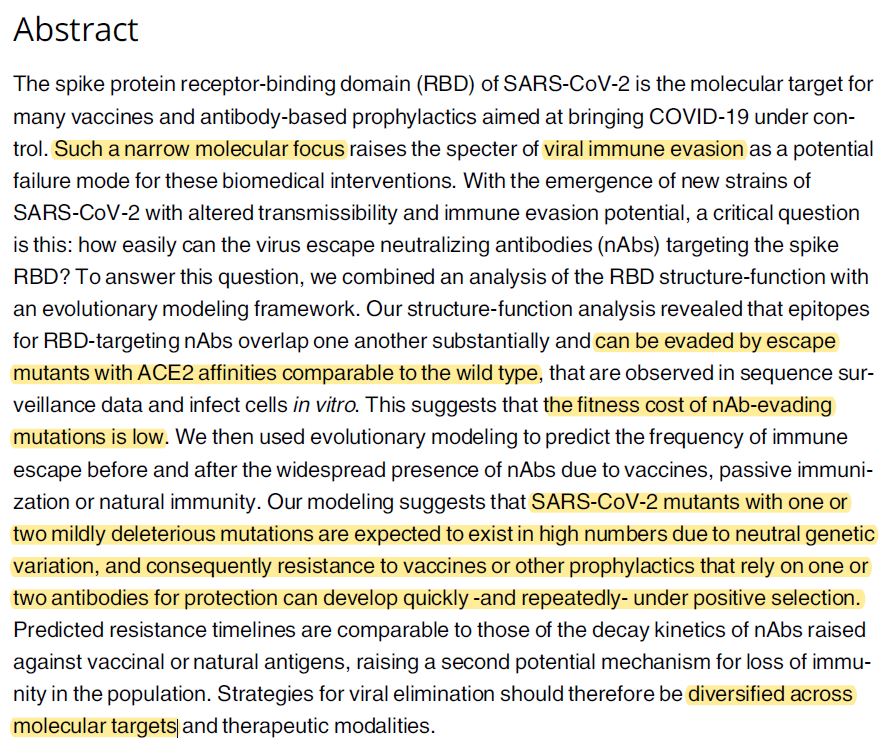 Abstract
The spike protein receptor-binding domain (RBD) of SARS-CoV-2 is the molecular target for
many vaccines and antibody-based prophylactics aimed at bringing COVID-19 under con-
trol. Such a narrow molecular focus raises the specter of viral immune evasion as a potential
failure mode for these biomedical interventions. With the emergence of new strains of
SARS-CoV-2 with altered transmissibility and immune evasion potential, a critical question
is this: how easily can the virus escape neutralizing antibodies (nAbs) targeting the spike
RBD? To answer this question, we combined an analysis of the RBD structure-function with
an evolutionary modeling framework. Our structure-function analysis revealed that epitopes
for RBD-targeting nAbs overlap one another substantially and can be evaded by escape
mutants with ACE2 affinities comparable to the wild type, that are observed in sequence sur-
veillance data and infect cells in vitro. This suggests that the fitness cost of nAb-evading
mutations is low. We then used evolutionary modeling to predict the frequency of immune
escape before and after the widespread presence of nAbs due to vaccines, passive immuni-
zation or natural immunity. Our modeling suggests that SARS-CoV-2 mutants with one or
two mildly deleterious mutations are expected to exist in high numbers due to neutral genetic
variation, and consequently resistance to vaccines or other prophylactics that rely on one or
two antibodies for protection can develop quickly -and repeatedly- under positive selection.
Predicted resistance timelines are comparable to those of the decay kinetics of nAbs raised
against vaccinal or natural antigens, raising a second potential mechanism for loss of immu-
nity in the population. Strategies for viral elimination should therefore be diversified across
molecular targets and therapeutic modalities.